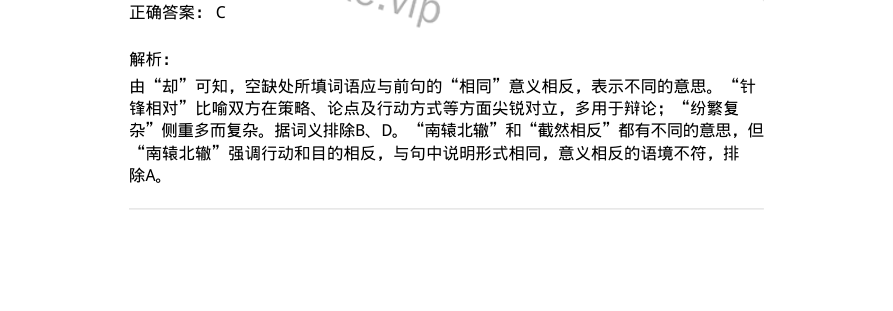 正确答案： C
解析：
由“却”可知，空缺处所填词语应与前句的“相同”意义相反，表示不同的意思。 “针
锋相对”比喻双方在策略、论点及行动方式等方面尖锐对立，多用于辩论；“纷繁复
杂”侧重多而复杂。据词义排除B、D。 “南辕北辙”和“截然相反”都有不同的意思，但
“南辕北辙”强调行动和目的相反，与句中说明形式相同，意义相反的语境不符，排
除A。